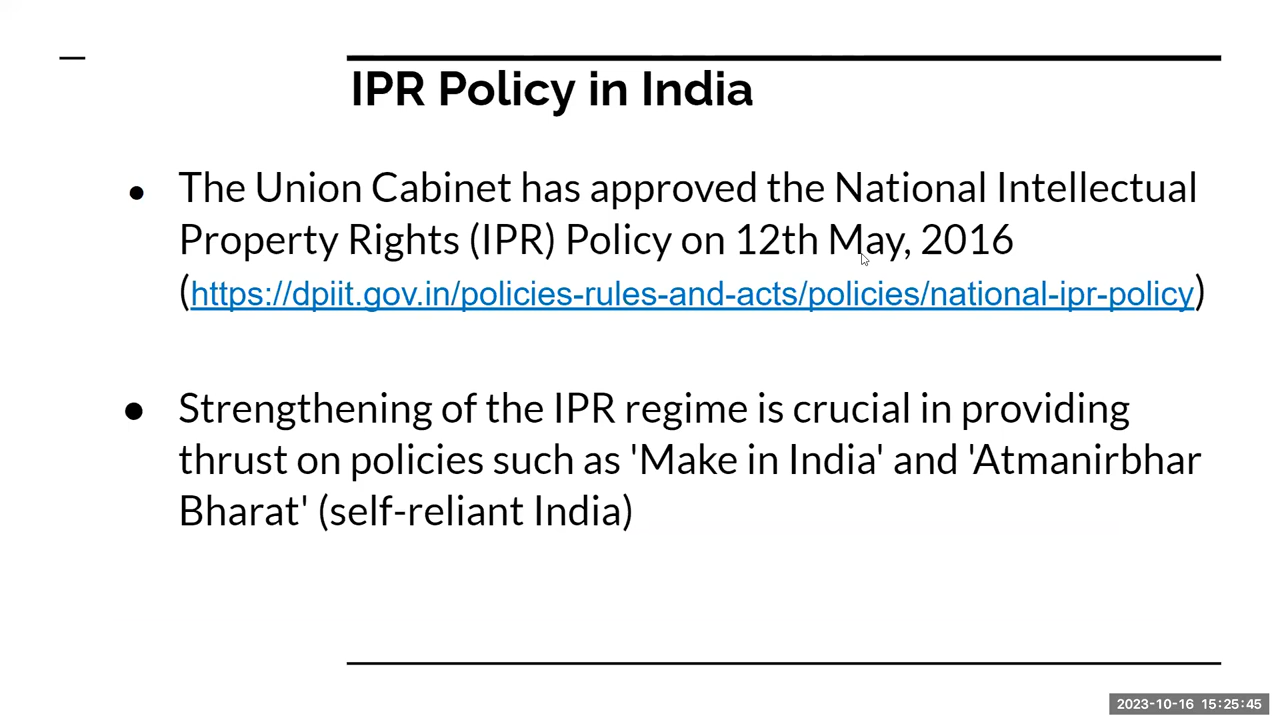 IPR Policy in India
● The Union Cabinet has approved the National Intellectual
Property Rights (IPR) Policy on 12th May, 2016
(https://dpiit.gov.in/policies-rules-and-acts/policies/national-ipr-policy)
● Strengthening of the IPR regime is crucial in providing
thrust on policies such as 'Make in India' and 'Atmanirbhar
Bharat' (self-reliant India)
2023-10-16 15:25:45